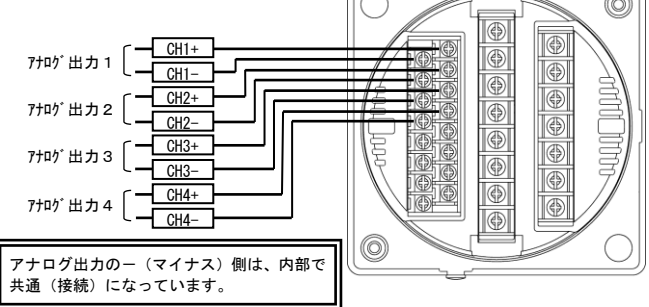 CH1+
ｱﾅﾛｸﾞ出力1
CH1−
CH2+
ｱﾅﾛｸﾞ出力2
CH2−
CH3+
ｱﾅﾛｸﾞ出力3
CH3−
CH4+
ｱﾅﾛｸﾞ出力4
CH4−
アナログ出力の−（マイナス）側は、内部で
共通（接続）になっています。